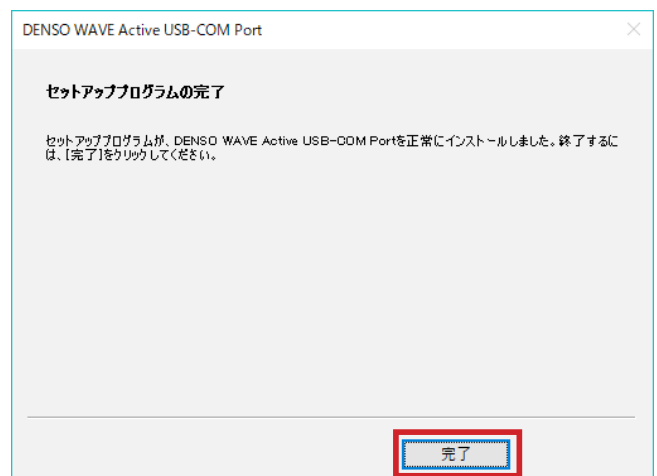 DENSO WAVE Active USB-COM Port
セットアッププログラムの完了
セットアッププログラムが、DENSO WAVE Active USB-COM Portを正常にインストールしました。終了するに
は、[完了]をクリックしてください。
完了